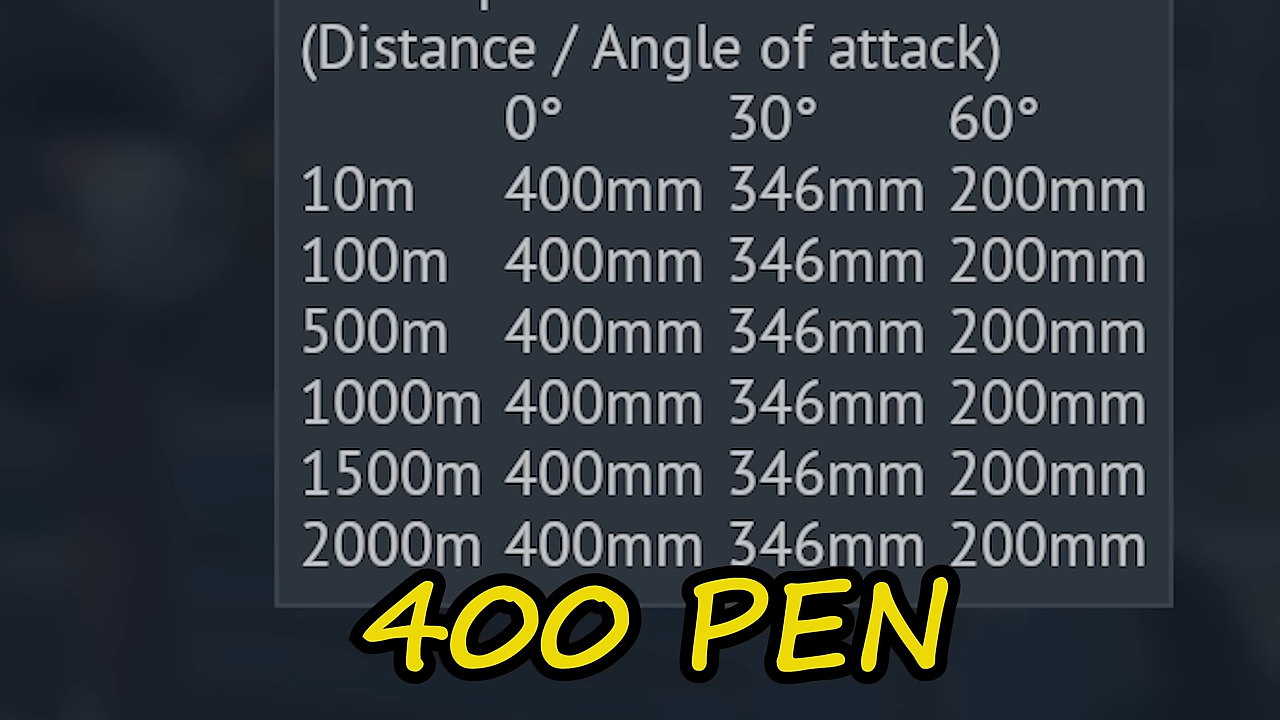 (Distance / Angle of attack)
0° 30° 60°
10m 400mm 346mm 200mm
100m 400mm 346mm 200mm
500m 400mm 346mm 200mm
1000m 400mm 346mm 200mm
1500m 400mm 346mm 200mm
2000m 400mm 346mm 200mm
400 PEN